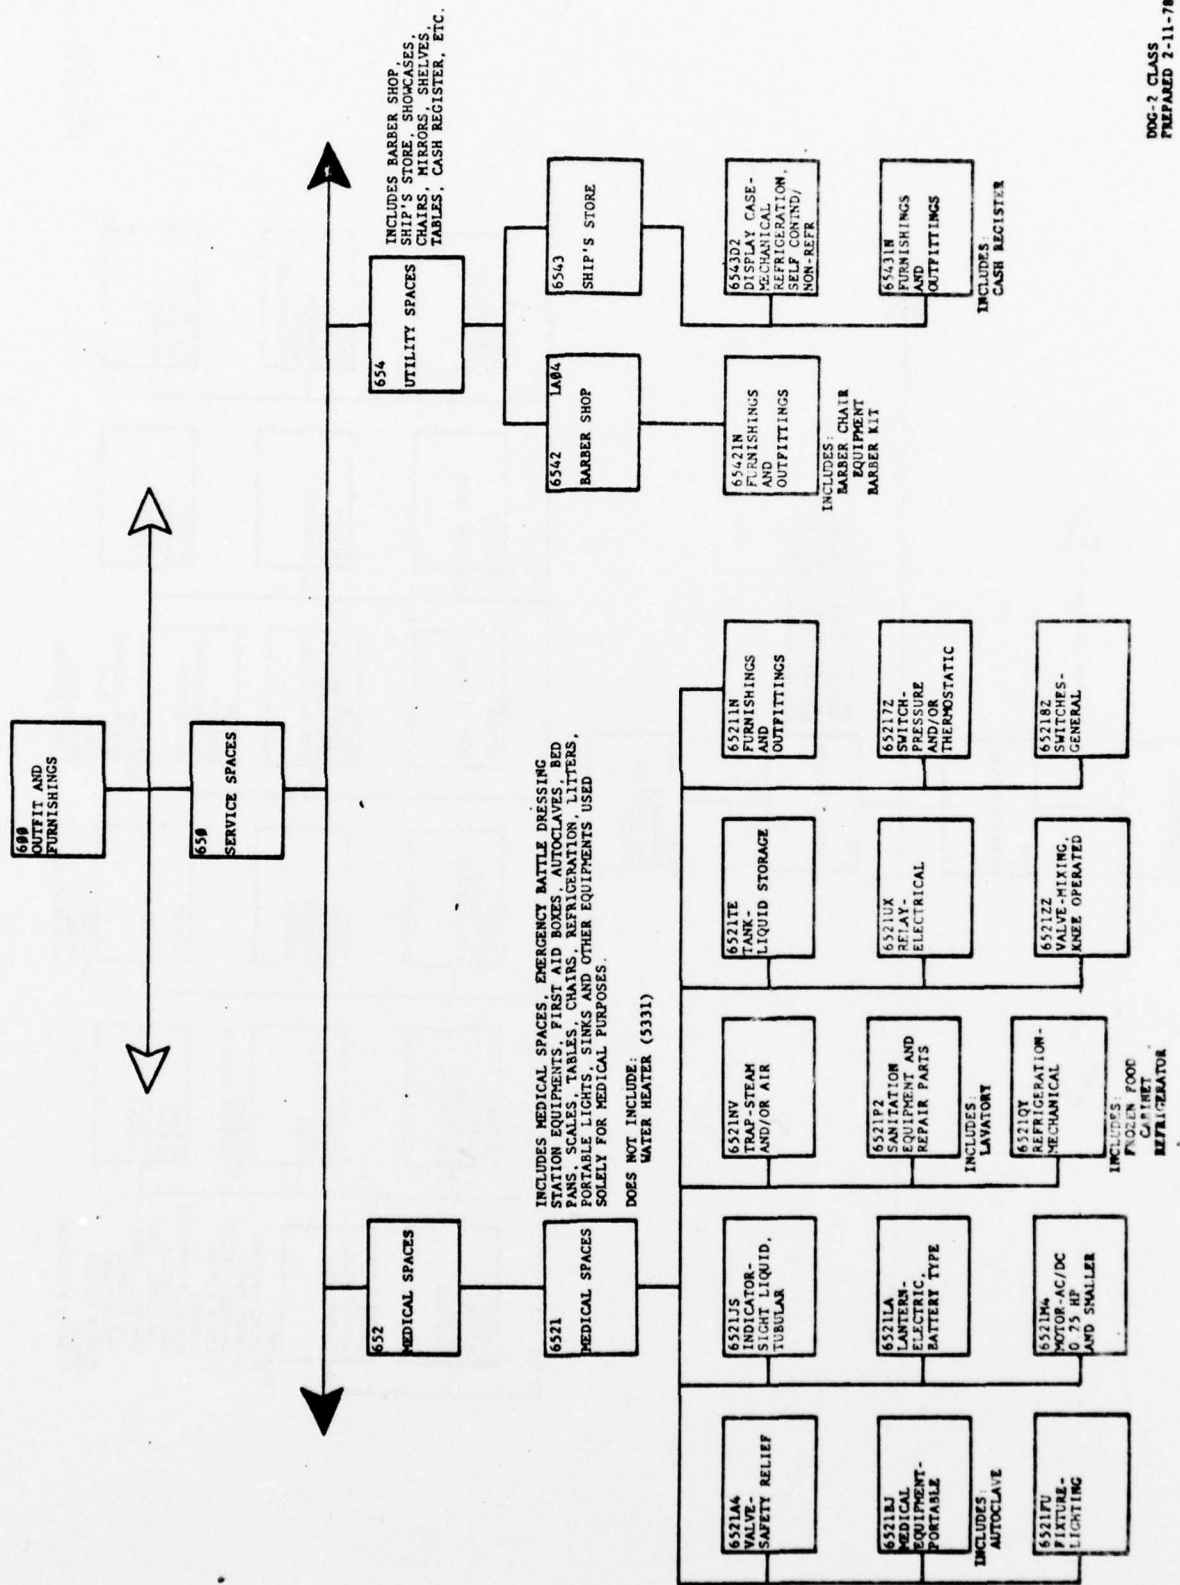 600
OUTFIT AND
FURNISHINGS
650
SERVICE SPACES
652
MEDICAL SPACES
654
UTILITY SPACES
INCLUDES BARBER SHOP,
SHIP'S STORE, SHOWCASES,
CHAIRS, MIRRORS, SHELVES,
TABLES, CASH REGISTER, ETC.
6521
MEDICAL SPACES
INCLUDES MEDICAL SPACES, EMERGENCY BATTLE DRESSING
STATION EQUIPMENTS, FIRST AID BOXES, AUTOCLAVES, BED
PANS, SCALES, TABLES, CHAIRS, REFRIGERATION, LITTERS,
PORTABLE LIGHTS, SINKS AND OTHER EQUIPMENTS USED
SOLELY FOR MEDICAL PURPOSES.
DOES NOT INCLUDE:
WATER HEATER (5331)
6542 LA04
BARBER SHOP
6543
SHIP'S STORE
6521A4
VALVE-
SAFETY RELIEF
6521BJ
MEDICAL
EQUIPMENT-
PORTABLE
INCLUDES:
AUTOCLAVE
6521FU
FIXTURE-
LIGHTING
6521JS
INDICATOR-
SIGHT LIQUID,
TUBULAR
6521LA
LANTERN-
ELECTRIC,
BATTERY TYPE
6521M4
MOTOR-AC/DC
0 25 HP
AND SMALLER
6521NV
TRAP-STEAM
AND/OR AIR
6521P2
SANITATION
EQUIPMENT AND
REPAIR PARTS
INCLUDES:
LAVATORY
6521QY
REFRIGERATION-
MECHANICAL
INCLUDES:
FROZEN FOOD
CABINET
REFRIGERATOR
6521TE
TANK-
LIQUID STORAGE
6521UX
RELAY-
ELECTRICAL
6521ZZ
VALVE-MIXING,
KNEE OPERATED
65211N
FURNISHINGS
AND
OUTFITTINGS
65217Z
SWITCH-
PRESSURE
AND/OR
THERMOSTATIC
65218Z
SWITCHES-
GENERAL
65421N
FURNISHINGS
AND
OUTFITTINGS
INCLUDES:
BARBER CHAIR
EQUIPMENT
BARBER KIT
6543D2
DISPLAY CASE-
MECHANICAL
REFRIGERATION,
SELF CONIND/
NON-REFR
65431N
FURNISHINGS
AND
OUTFITTINGS
INCLUDES:
CASH REGISTER
DDG-2 CLASS
PREPARED 2-11-78